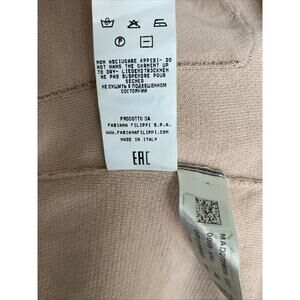 NON ASCIUGARE APPESI- DO
NOT HANG THE GARMENT UP
TO DRY- LIEGENDTROCKNEN
NE PAS SUSPENDRE POUR
SECHER
НЕ СУШИТЬ В ПОДВЕШЕННОМ
СОСТОЯНИИ
PRODOTTO DA
FABIANA FILIPPI S.P.A.
WWW.FABIANAFILIPPI.COM
MADE IN ITALY
EAC